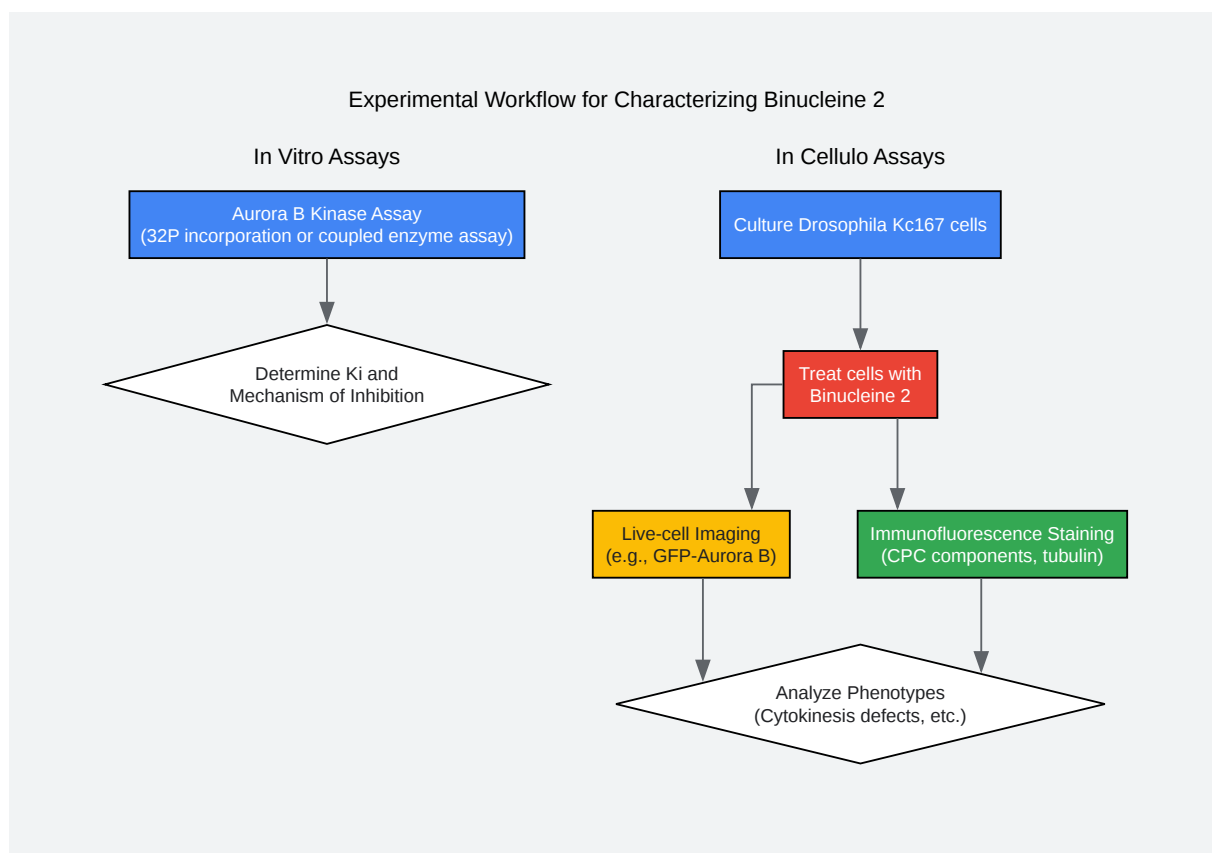 Experimental Workflow for Characterizing Binucleine 2
In Vitro Assays
Aurora B Kinase Assay
(32P incorporation or coupled enzyme assay)
Determine Ki and
Mechanism of Inhibition
In Cellulo Assays
Culture Drosophila Kc167 cells
Treat cells with
Binucleine 2
Live-cell Imaging
(e.g., GFP-Aurora B)
Immunofluorescence Staining
(CPC components, tubulin)
Analyze Phenotypes
(Cytokinesis defects, etc.)